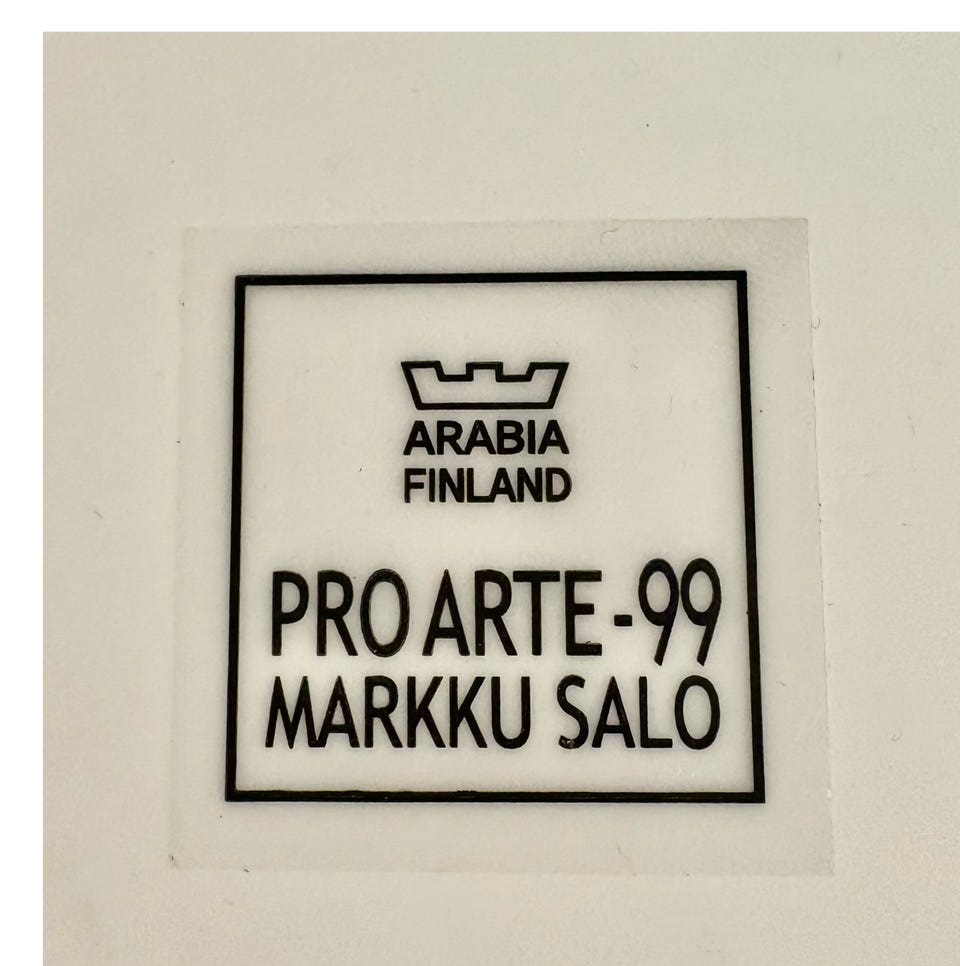 ARABIA
FINLAND
PRO ARTE -99
MARKKU SALO